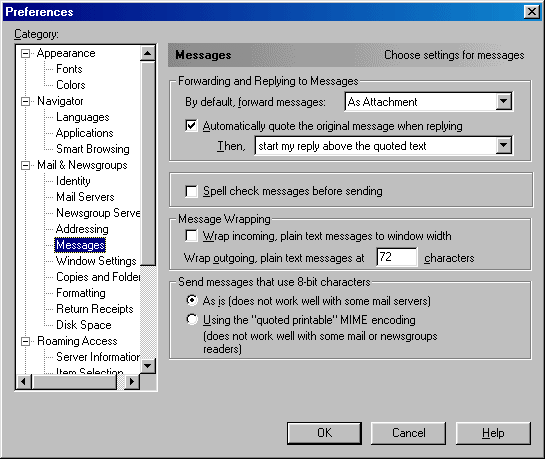 Preferences
Category:
Appearance
Fonts
Colors
Navigator
Languages
Applications
Smart Browsing
Mail & Newsgroups
Identity
Mail Servers
Newsgroup Serve
Addressing
Messages
Window Settings
Copies and Folder
Formatting
Return Receipts
Disk Space
Roaming Access
Server Information
Item Selection
Messages Choose settings for messages
Forwarding and Replying to Messages
By default, forward messages: As Attachment
Automatically quote the original message when replying
Then, start my reply above the quoted text
Spell check messages before sending
Message Wrapping
Wrap incoming, plain text messages to window width
Wrap outgoing, plain text messages at 72 characters
Send messages that use 8-bit characters
As is (does not work well with some mail servers)
Using the "quoted printable" MIME encoding
(does not work well with some mail or newsgroups
readers)
OK Cancel Help